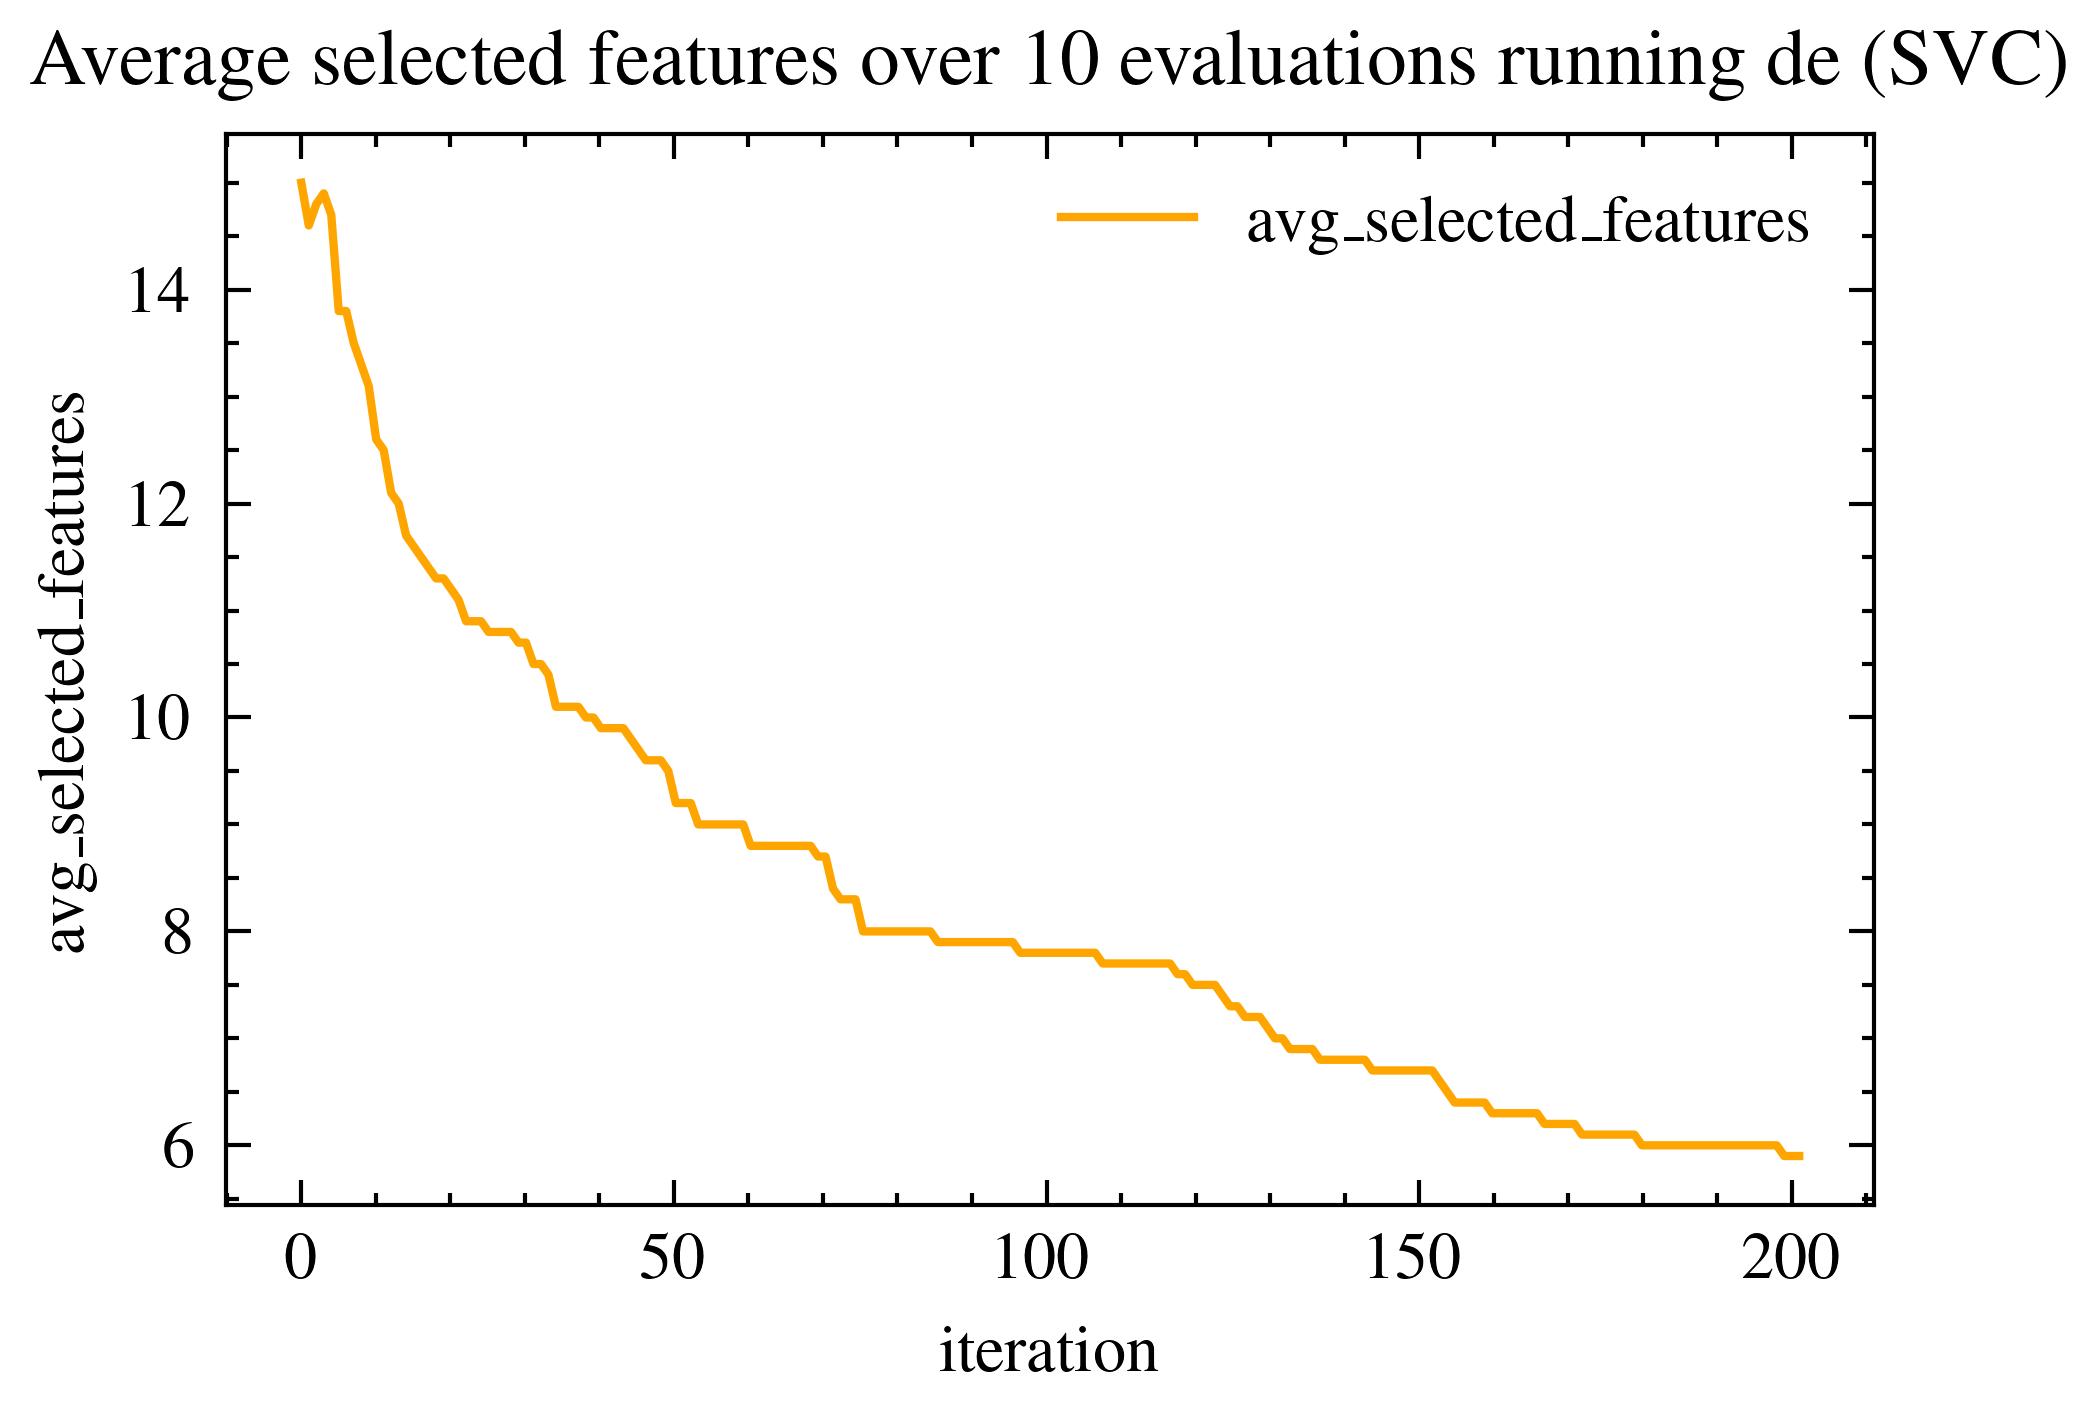 Average selected features over 10 evaluations running de (SVC)
avg_selected_features
avg_selected_features
14
12
10
8
6
0 50 100 150 200
iteration